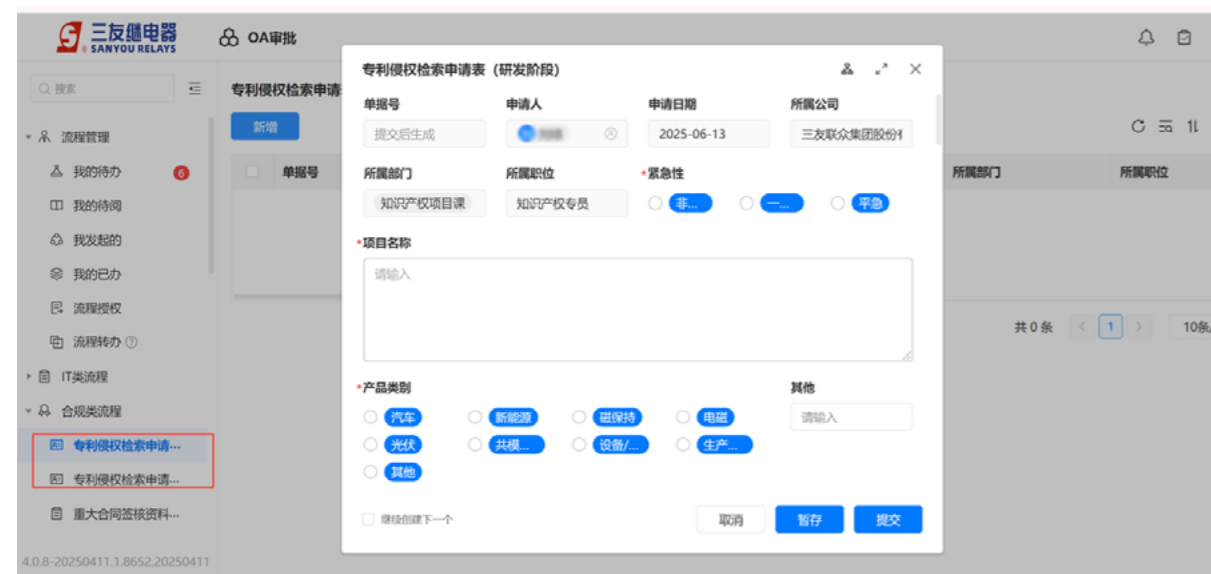 三友继电器
SANYOU RELAYS
OA审批
搜索
流程管理
我的待办 6
我的待阅
我发起的
我的已办
流程授权
流程转办
IT类流程
合规类流程
专利侵权检索申请...
专利侵权检索申请...
重大合同签核资料...
4.0.8-20250411.1.8652.20250411
专利侵权检索申请
新增
单据号
所属部门
所属职位
共 0 条
1
10条/
专利侵权检索申请表（研发阶段）
单据号 申请人 申请日期 所属公司
提交后生成 2025-06-13 三友联众集团股份
所属部门 所属职位 *紧急性
知识产权项目课 知识产权专员 非... 一... 平急
*项目名称
请输入
*产品类别 其他
汽车 新能源 磁保持 电磁 请输入
光伏 共模... 设备/... 生产...
其他
继续创建下一个 取消 暂存 提交